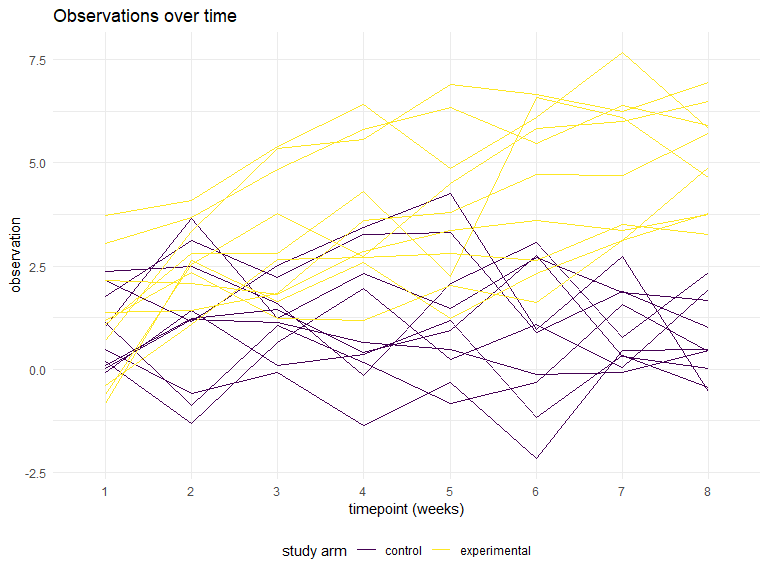 Observations over time
7.5
5.0
2.5
0.0
-2.5
observation
1 2 3 4 5 6 7 8
timepoint (weeks)
study arm control experimental